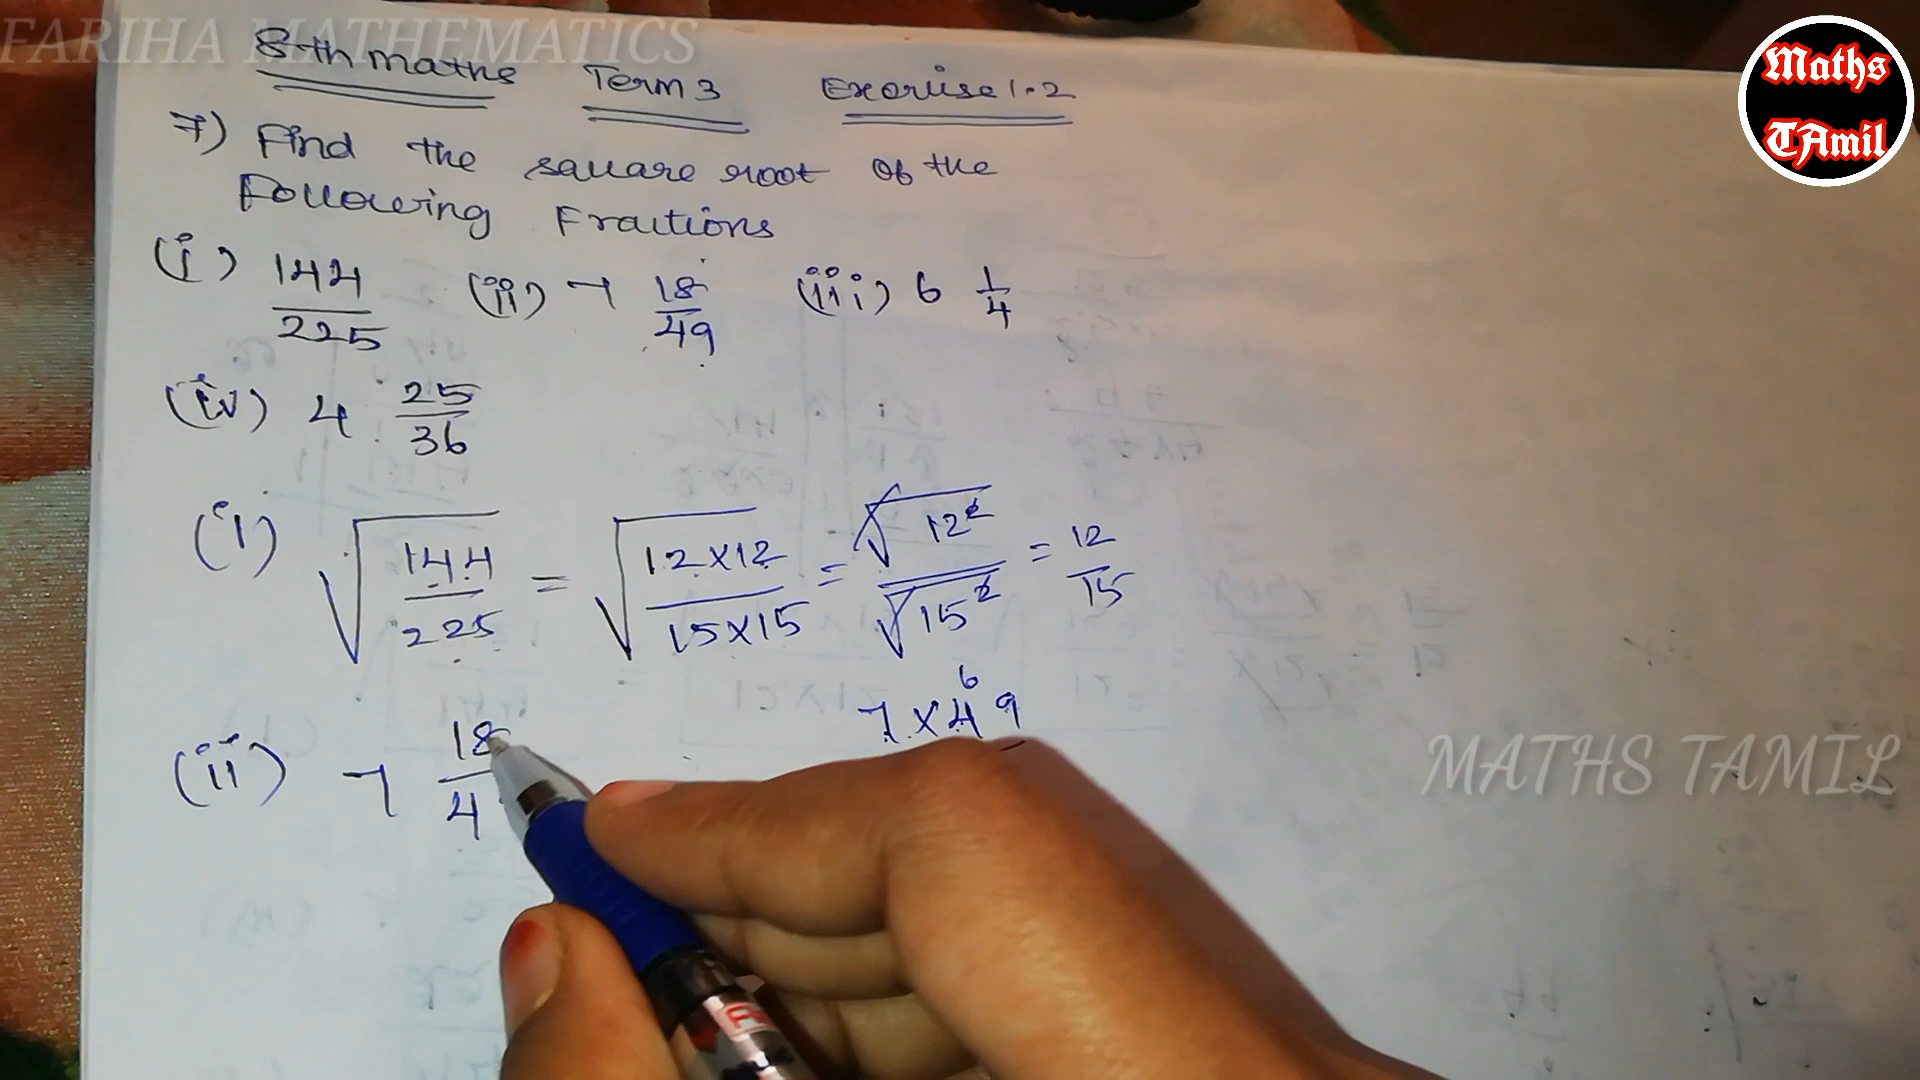 FARIHA MATHEMATICS
8th maths Term 3 Exercise 1.2
7) Find the square root of the
Following Fractions
(i) 144/225 (ii) 7 18/49 (iii) 6 1/4
(iv) 4 25/36
(i) √(144/225) = √(12×12/15×15) = √12²/√15² = 12/15
6
7×49
(ii) 7 18/4
Maths
TAmil
MATHS TAMIL